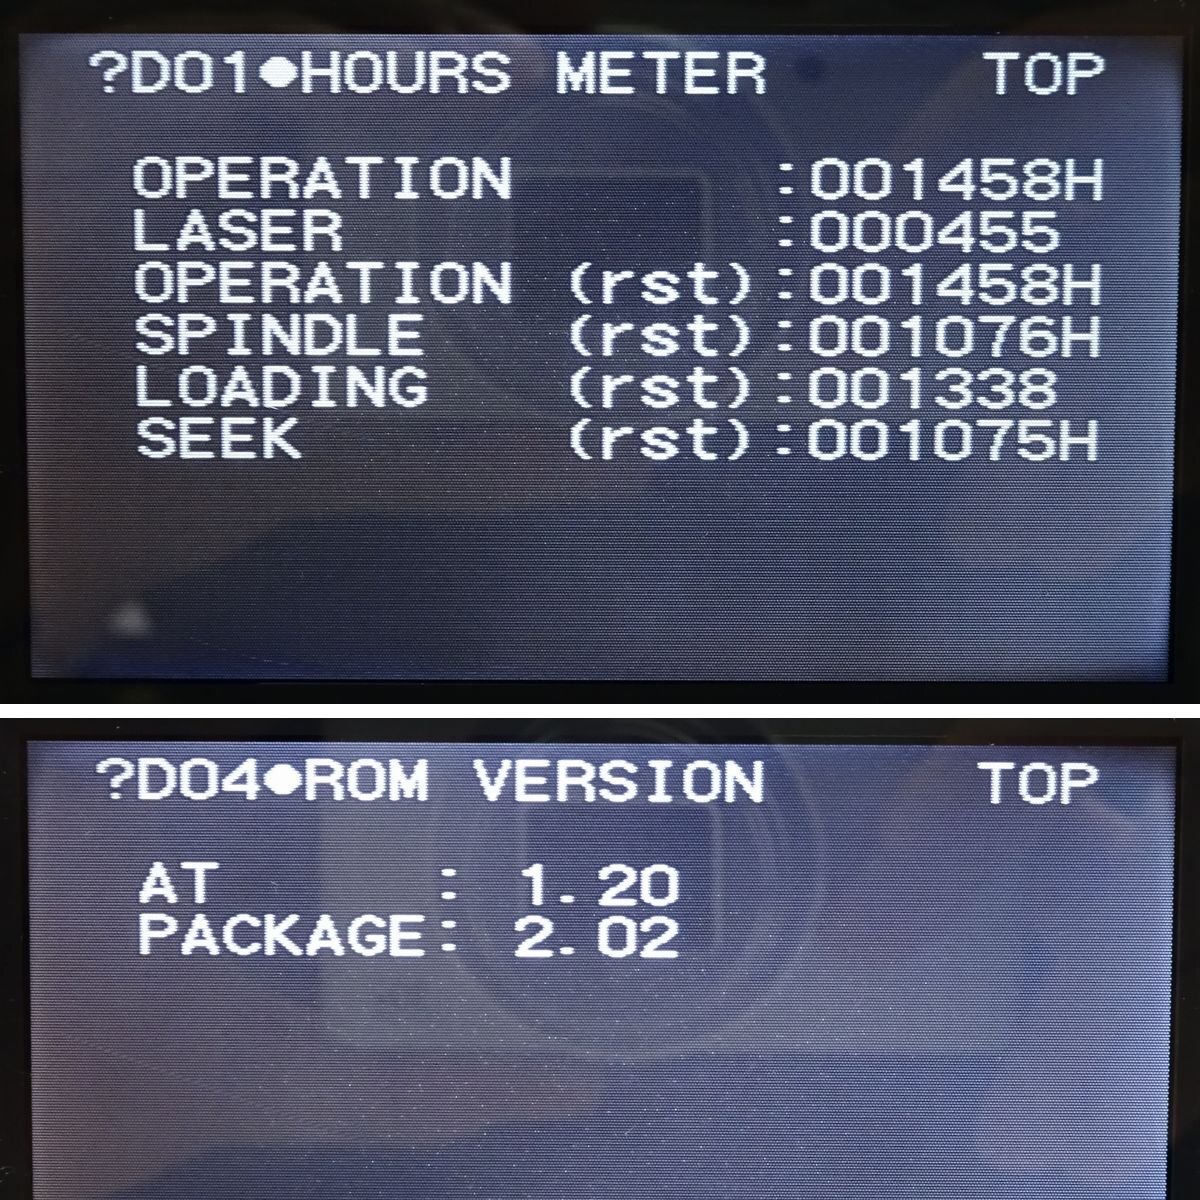 ?D01●HOURS METER TOP
OPERATION :001458H
LASER :000455
OPERATION (rst):001458H
SPINDLE (rst):001076H
LOADING (rst):001338
SEEK (rst):001075H
?D04●ROM VERSION TOP
AT : 1.20
PACKAGE: 2.02